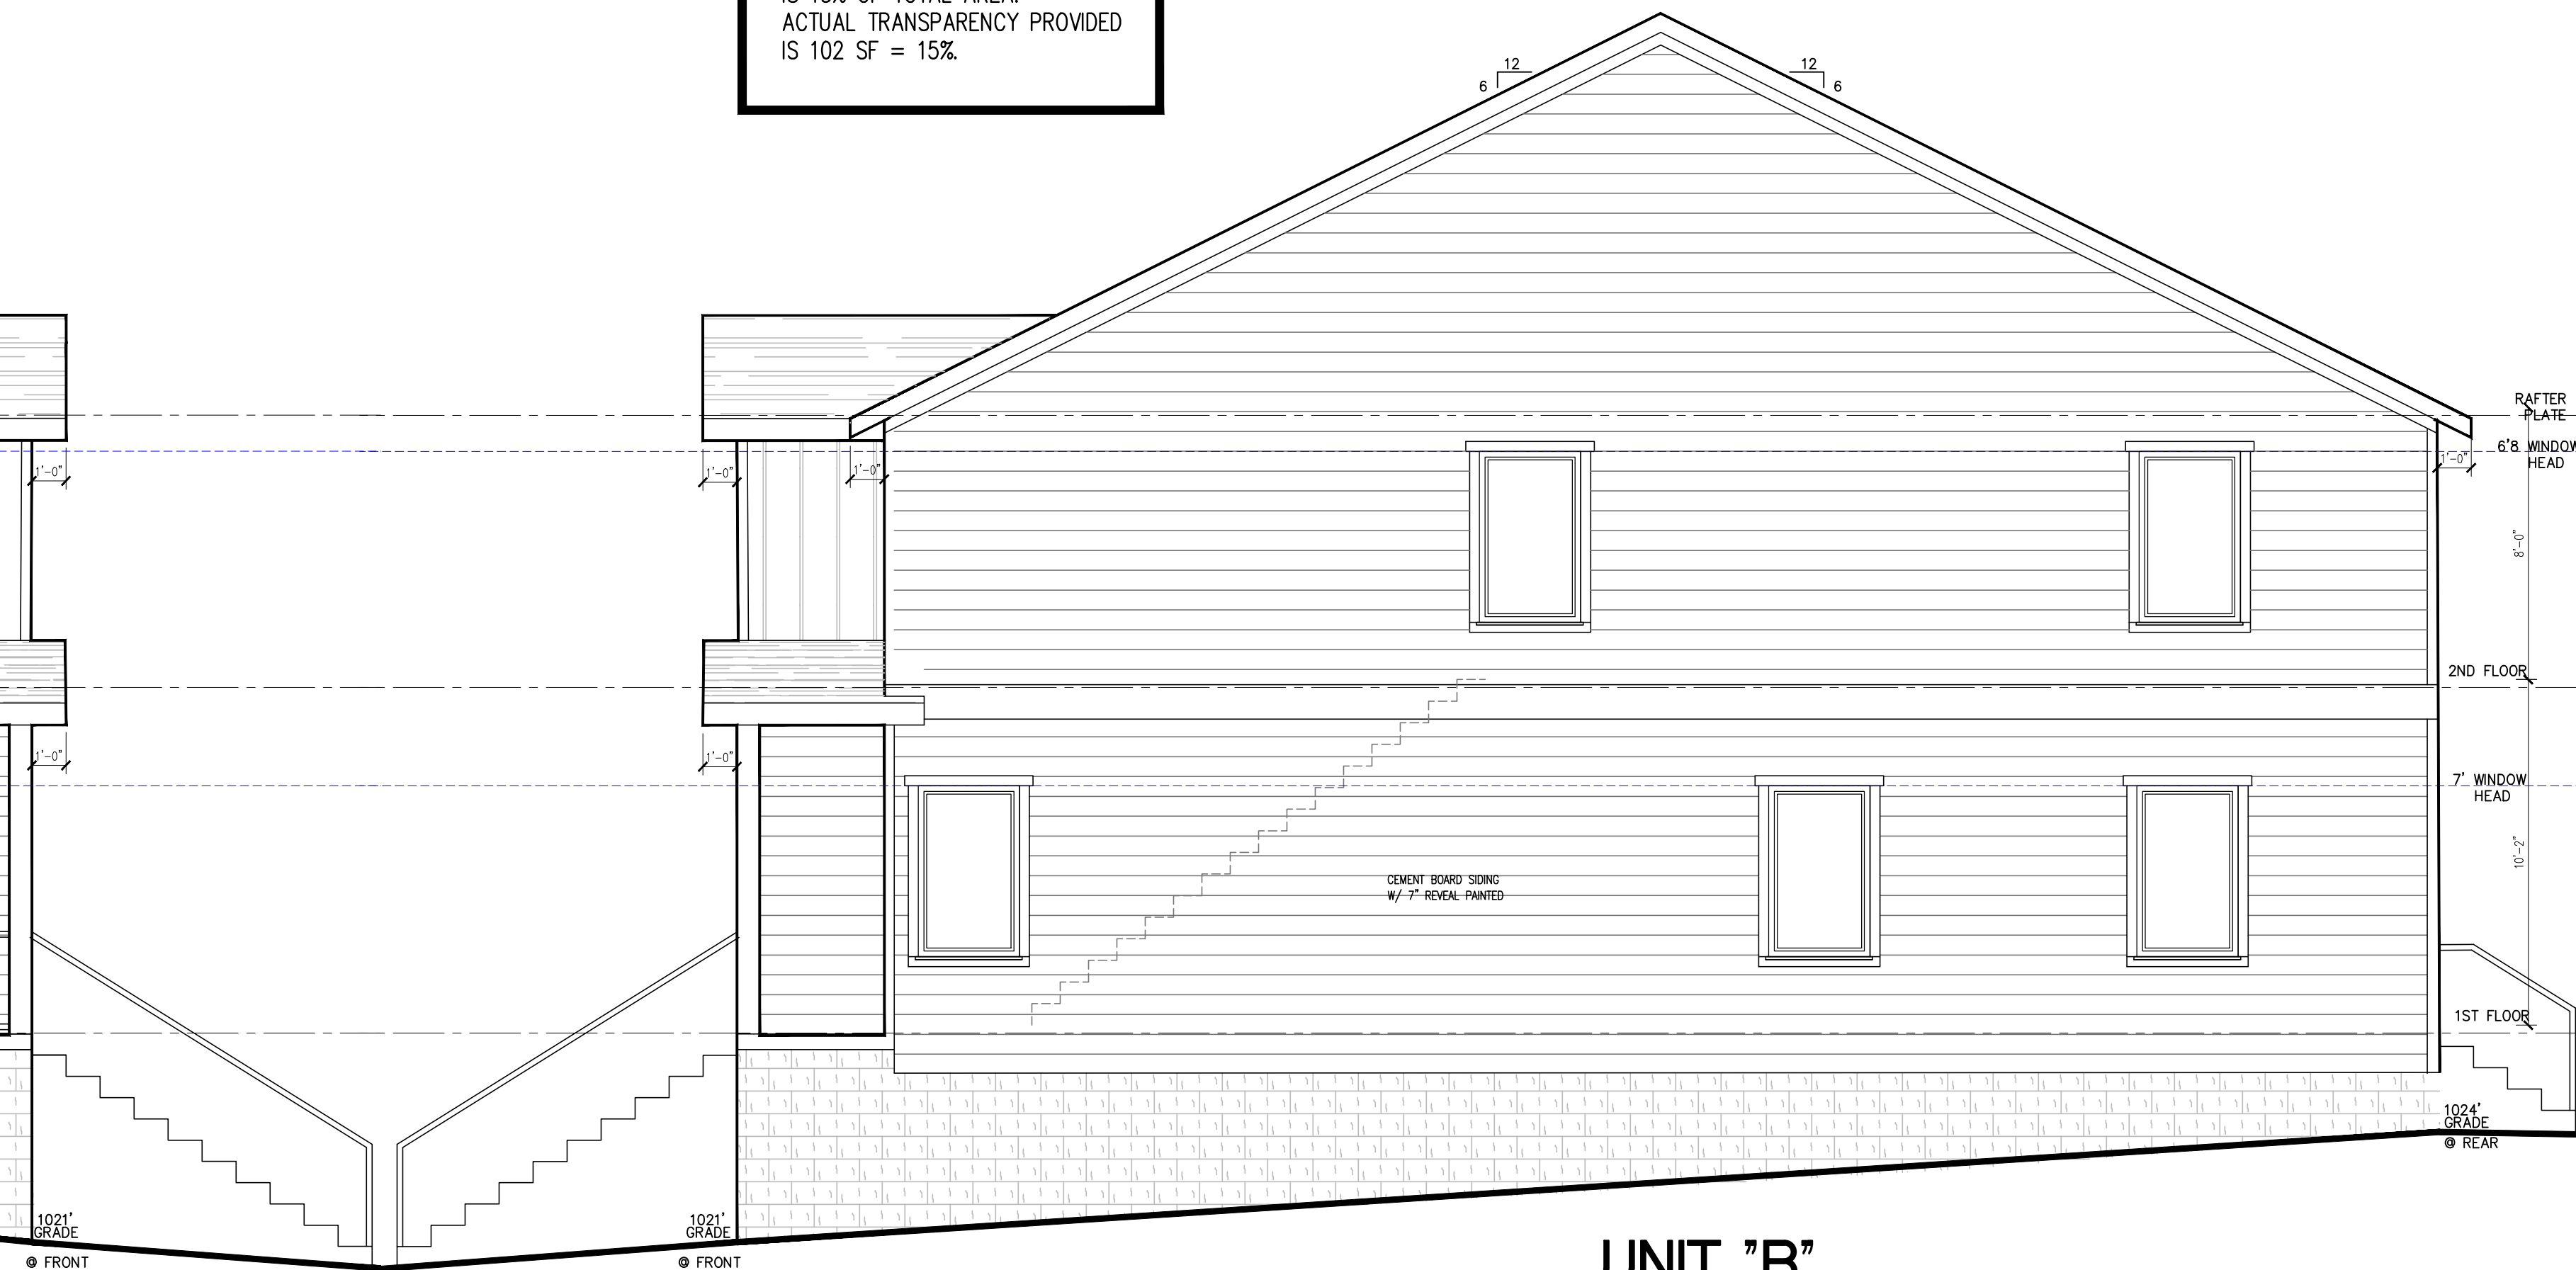 ACTUAL TRANSPARENCY PROVIDED
IS 102 SF = 15%.
12
6
12
6
RAFTER
PLATE
6'8 WINDOW
HEAD
1'-0"
1'-0"
1'-0"
1'-0"
8'-0"
2ND FLOOR
1'-0"
1'-0"
7' WINDOW
HEAD
10'-2"
CEMENT BOARD SIDING
W/ 7" REVEAL PAINTED
1ST FLOOR
1024'
GRADE
@ REAR
1021'
GRADE
@ FRONT
1021'
GRADE
@ FRONT
UNIT "B"